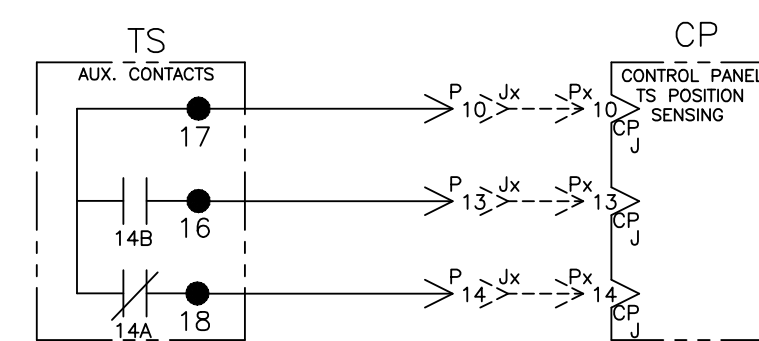 TS
CP
AUX. CONTACTS
CONTROL PANEL
TS POSITION
SENSING
P 10 Jx Px 10
17
CP
J
P 13 Jx Px 13
14B
16
CP
J
P 14 Jx Px 14
14A
18
CP
J